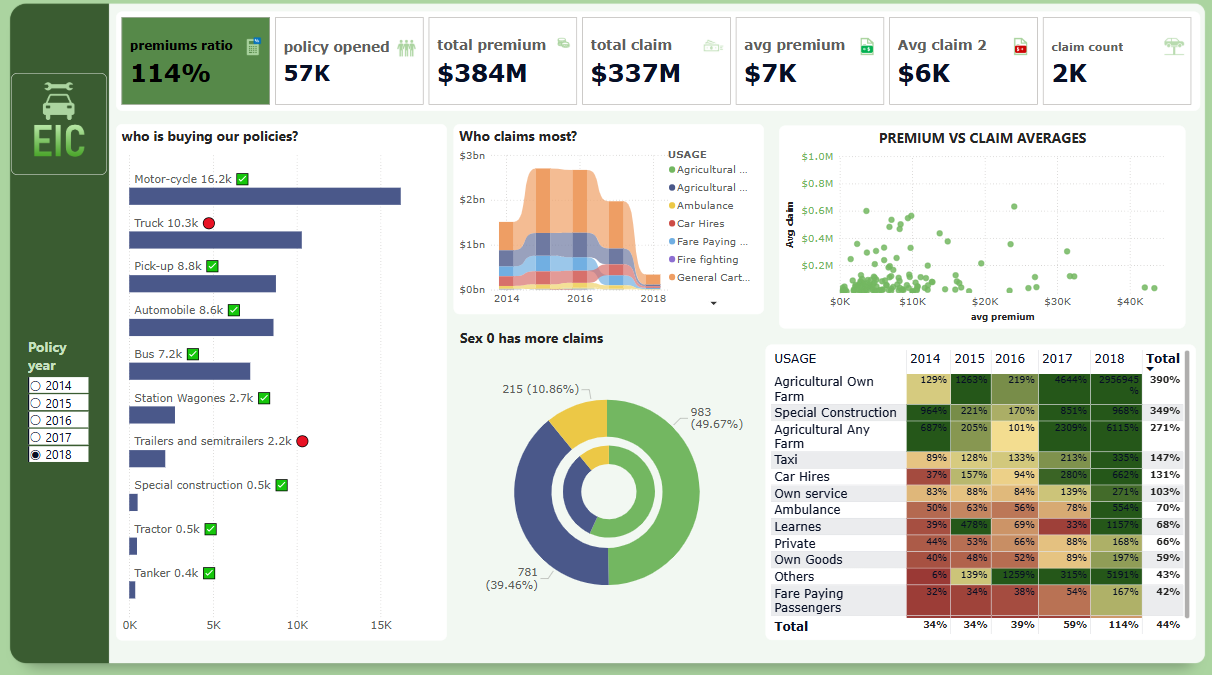 premiums ratio
114%
policy opened
57K
total premium
$384M
total claim
$337M
avg premium
$7K
Avg claim 2
$6K
claim count
2K
EIC
Policy
year
2014
2015
2016
2017
2018
who is buying our policies?
Motor-cycle 16.2k
Truck 10.3k
Pick-up 8.8k
Automobile 8.6k
Bus 7.2k
Station Wagones 2.7k
Trailers and semitrailers 2.2k
Special construction 0.5k
Tractor 0.5k
Tanker 0.4k
0K 5K 10K 15K
Who claims most?
$3bn
$2bn
$1bn
$0bn
2014 2016 2018
USAGE
Agricultural ...
Agricultural ...
Ambulance
Car Hires
Fare Paying ...
Fire fighting
General Cart...
PREMIUM VS CLAIM AVERAGES
Avg claim
$1.0M
$0.8M
$0.6M
$0.4M
$0.2M
$0K $10K $20K $30K $40K
avg premium
Sex 0 has more claims
215 (10.86%)
983
(49.67%)
781
(39.46%)
USAGE 2014 2015 2016 2017 2018 Total
Agricultural Own 129% 1263% 219% 4644% 2956945 390%
Farm %
Special Construction 964% 221% 170% 851% 968% 349%
Agricultural Any 687% 205% 101% 2309% 6115% 271%
Farm
Taxi 89% 128% 133% 213% 335% 147%
Car Hires 37% 157% 94% 280% 662% 131%
Own service 83% 88% 84% 139% 271% 103%
Ambulance 50% 63% 56% 78% 554% 70%
Learnes 39% 478% 69% 33% 1157% 68%
Private 44% 53% 66% 88% 168% 66%
Own Goods 40% 48% 52% 89% 197% 59%
Others 6% 139% 1259% 315% 5191% 43%
Fare Paying 32% 34% 38% 54% 167% 42%
Passengers
Total 34% 34% 39% 59% 114% 44%